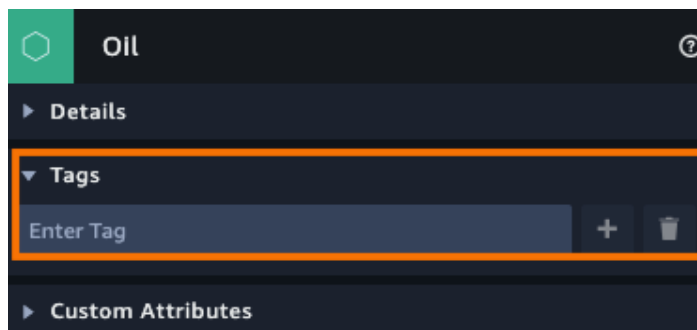 Oil
Details
Tags
Enter Tag
Custom Attributes